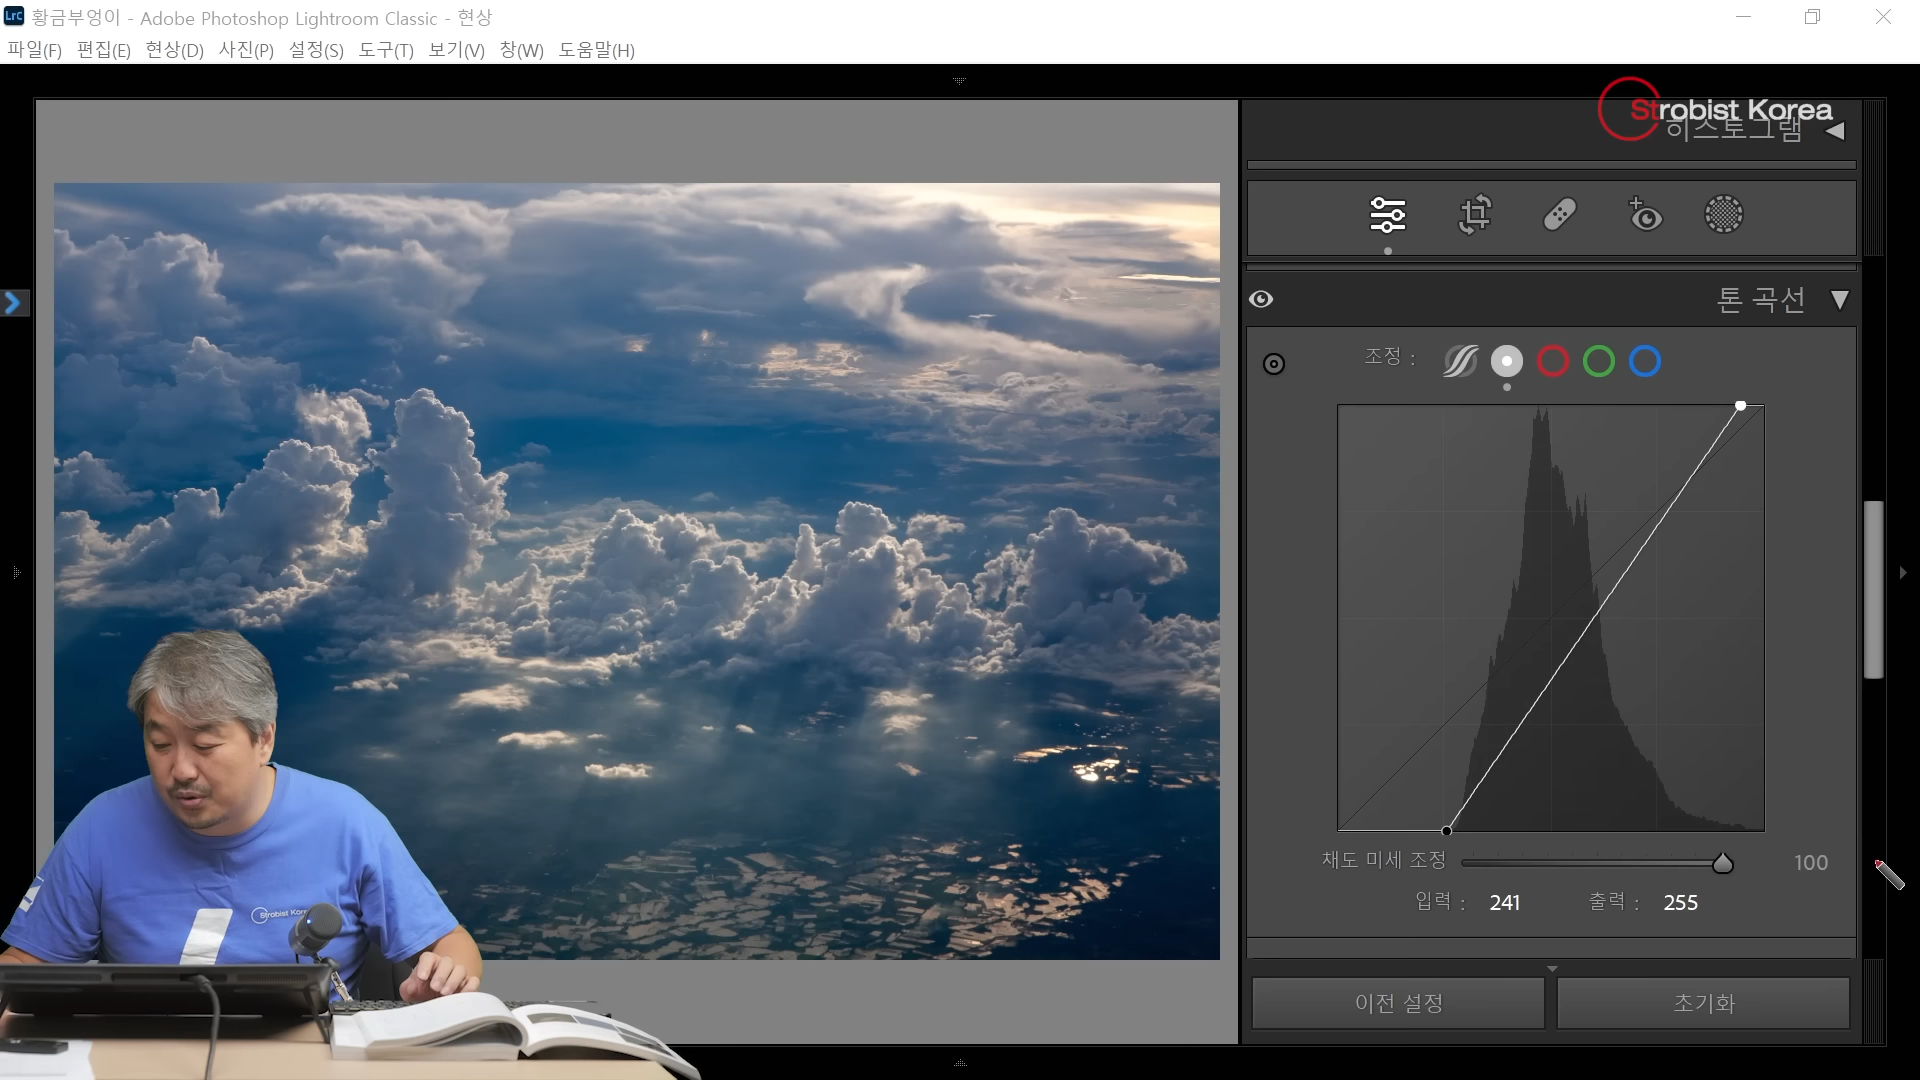 LrC 황금부엉이 - Adobe Photoshop Lightroom Classic - 현상
파일(F) 편집(E) 현상(D) 사진(P) 설정(S) 도구(T) 보기(V) 창(W) 도움말(H)
Strobist Korea
히스토그램
톤 곡선
조정 :
채도 미세 조정 100
입력 : 241 출력 : 255
이전 설정 초기화